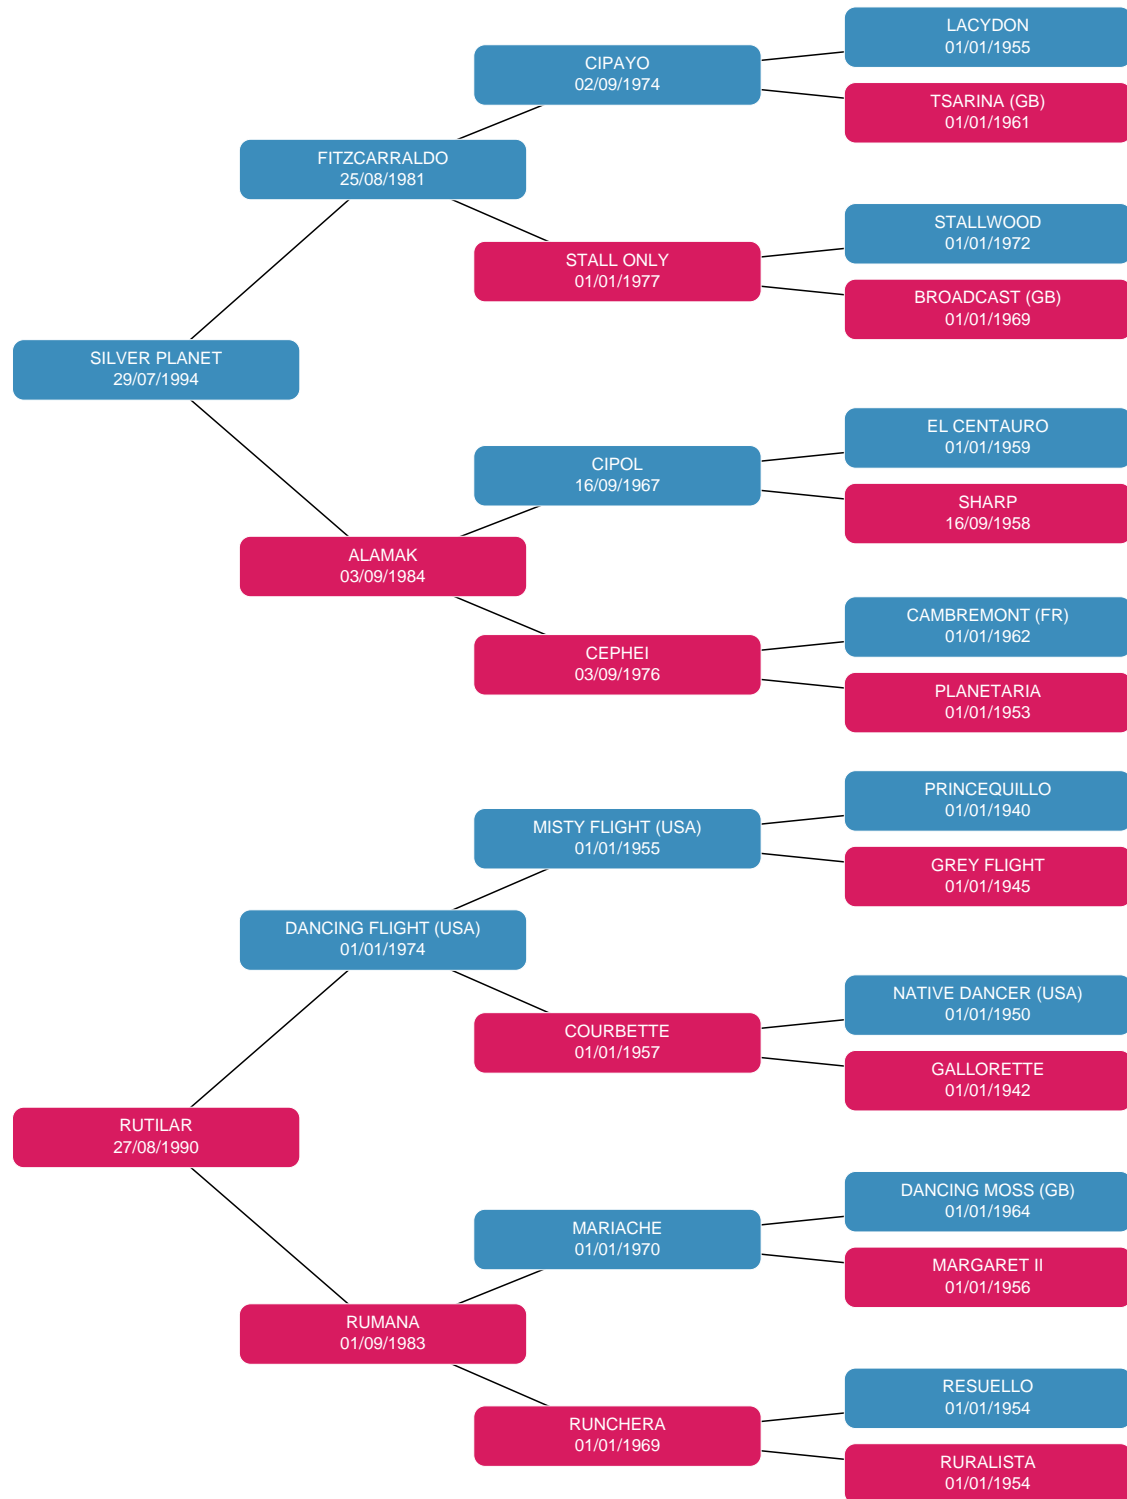 LACYDON
01/01/1955
CIPAYO
02/09/1974
TSARINA (GB)
01/01/1961
FITZCARRALDO
25/08/1981
STALLWOOD
01/01/1972
STALL ONLY
01/01/1977
BROADCAST (GB)
01/01/1969
SILVER PLANET
29/07/1994
EL CENTAURO
01/01/1959
CIPOL
16/09/1967
SHARP
16/09/1958
ALAMAK
03/09/1984
CAMBREMONT (FR)
01/01/1962
CEPHEI
03/09/1976
PLANETARIA
01/01/1953
PRINCEQUILLO
01/01/1940
MISTY FLIGHT (USA)
01/01/1955
GREY FLIGHT
01/01/1945
DANCING FLIGHT (USA)
01/01/1974
NATIVE DANCER (USA)
01/01/1950
COURBETTE
01/01/1957
GALLORETTE
01/01/1942
RUTILAR
27/08/1990
DANCING MOSS (GB)
01/01/1964
MARIACHE
01/01/1970
MARGARET II
01/01/1956
RUMANA
01/09/1983
RESUELLO
01/01/1954
RUNCHERA
01/01/1969
RURALISTA
01/01/1954